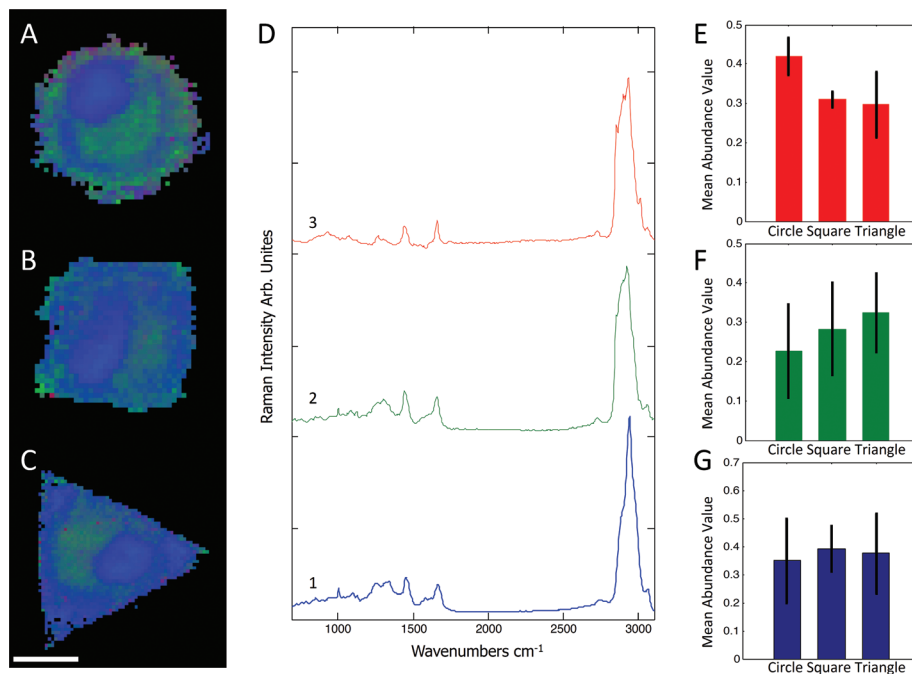 A
B
C
D
Raman Intensity Arb. Unites
3
2
1
1000 1500 2000 2500 3000
Wavenumbers cm-1
E
Mean Abundance Value
0.5
0.4
0.3
0.2
0.1
0
Circle Square Triangle
F
Mean Abundance Value
0.5
0.4
0.3
0.2
0.1
0
Circle Square Triangle
G
Mean Abundance Value
0.7
0.6
0.5
0.4
0.3
0.2
0.1
0
Circle Square Triangle